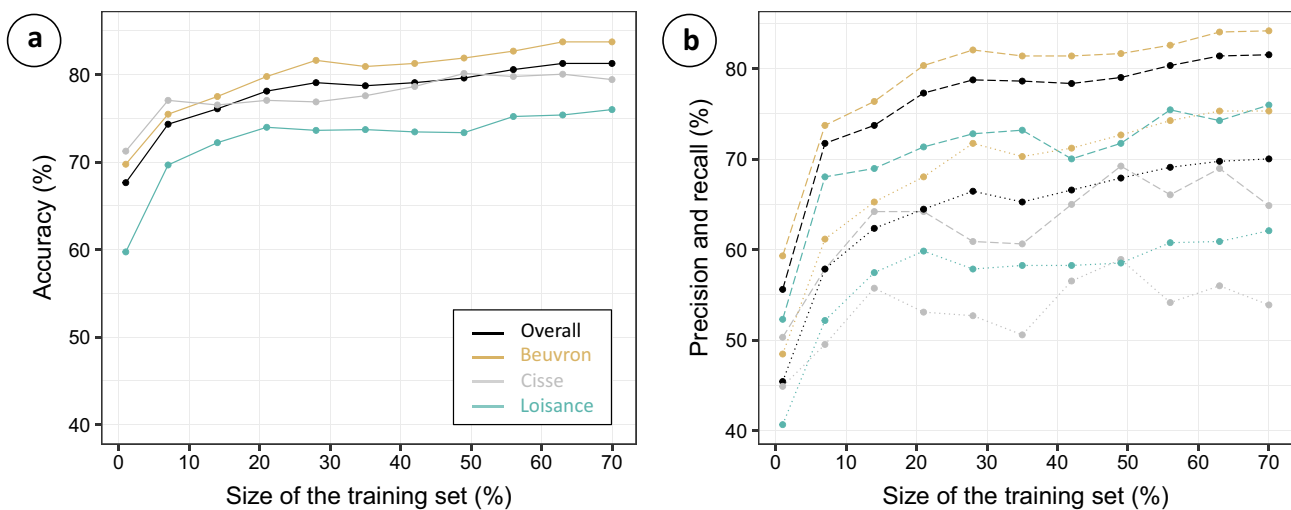 a
Accuracy (%)
80
70
60
50
40
Overall
Beuvron
Cisse
Loisance
0 10 20 30 40 50 60 70
Size of the training set (%)
b
Precision and recall (%)
80
70
60
50
40
0 10 20 30 40 50 60 70
Size of the training set (%)